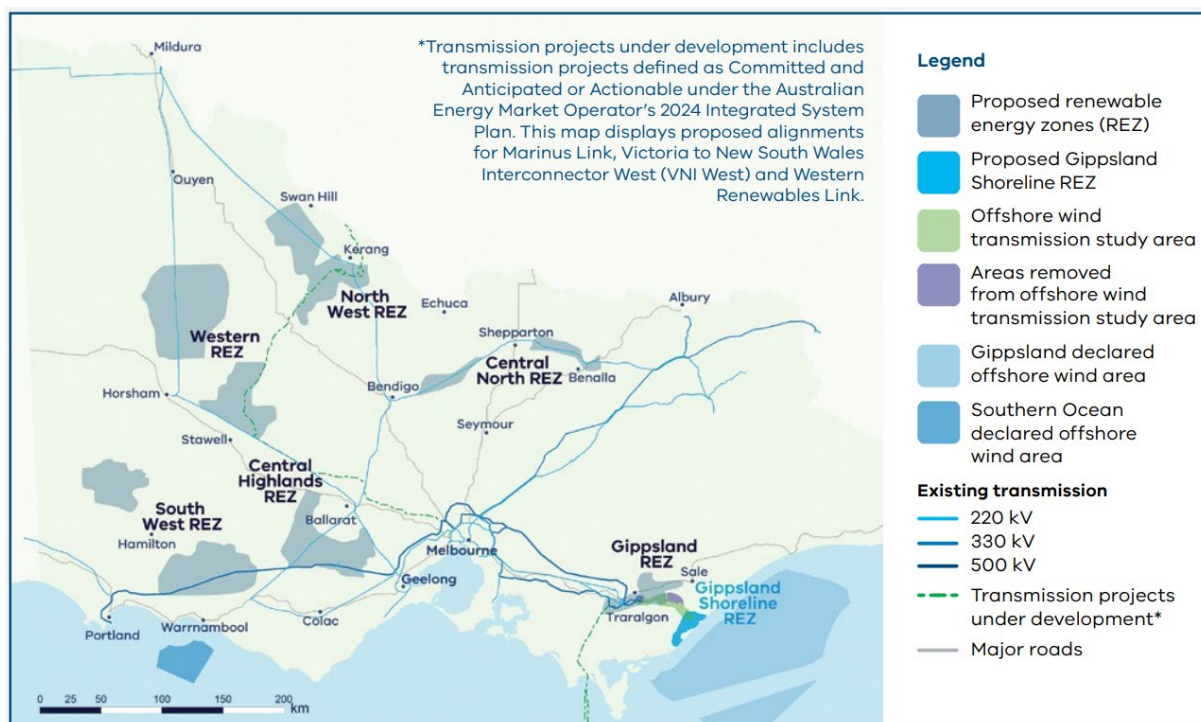 *Transmission projects under development includes
transmission projects defined as Committed and
Anticipated or Actionable under the Australian
Energy Market Operator's 2024 Integrated System
Plan. This map displays proposed alignments
for Marinus Link, Victoria to New South Wales
Interconnector West (VNI West) and Western
Renewables Link.
Mildura
Ouyen
Swan Hill
Kerang
North
West REZ
Echuca
Albury
Western
REZ
Shepparton
Central
North REZ
Benalla
Horsham
Bendigo
Stawell
Seymour
Central
Highlands
REZ
South
West REZ
Hamilton
Ballarat
Melbourne
Gippsland
REZ
Sale
Gippsland
Shoreline
REZ
Geelong
Traralgon
Portland
Warrnambool
Colac
0 25 50 100 150 200
km
Legend
Proposed renewable
energy zones (REZ)
Proposed Gippsland
Shoreline REZ
Offshore wind
transmission study area
Areas removed
from offshore wind
transmission study area
Gippsland declared
offshore wind area
Southern Ocean
declared offshore
wind area
Existing transmission
220 kV
330 kV
500 kV
Transmission projects
under development*
Major roads